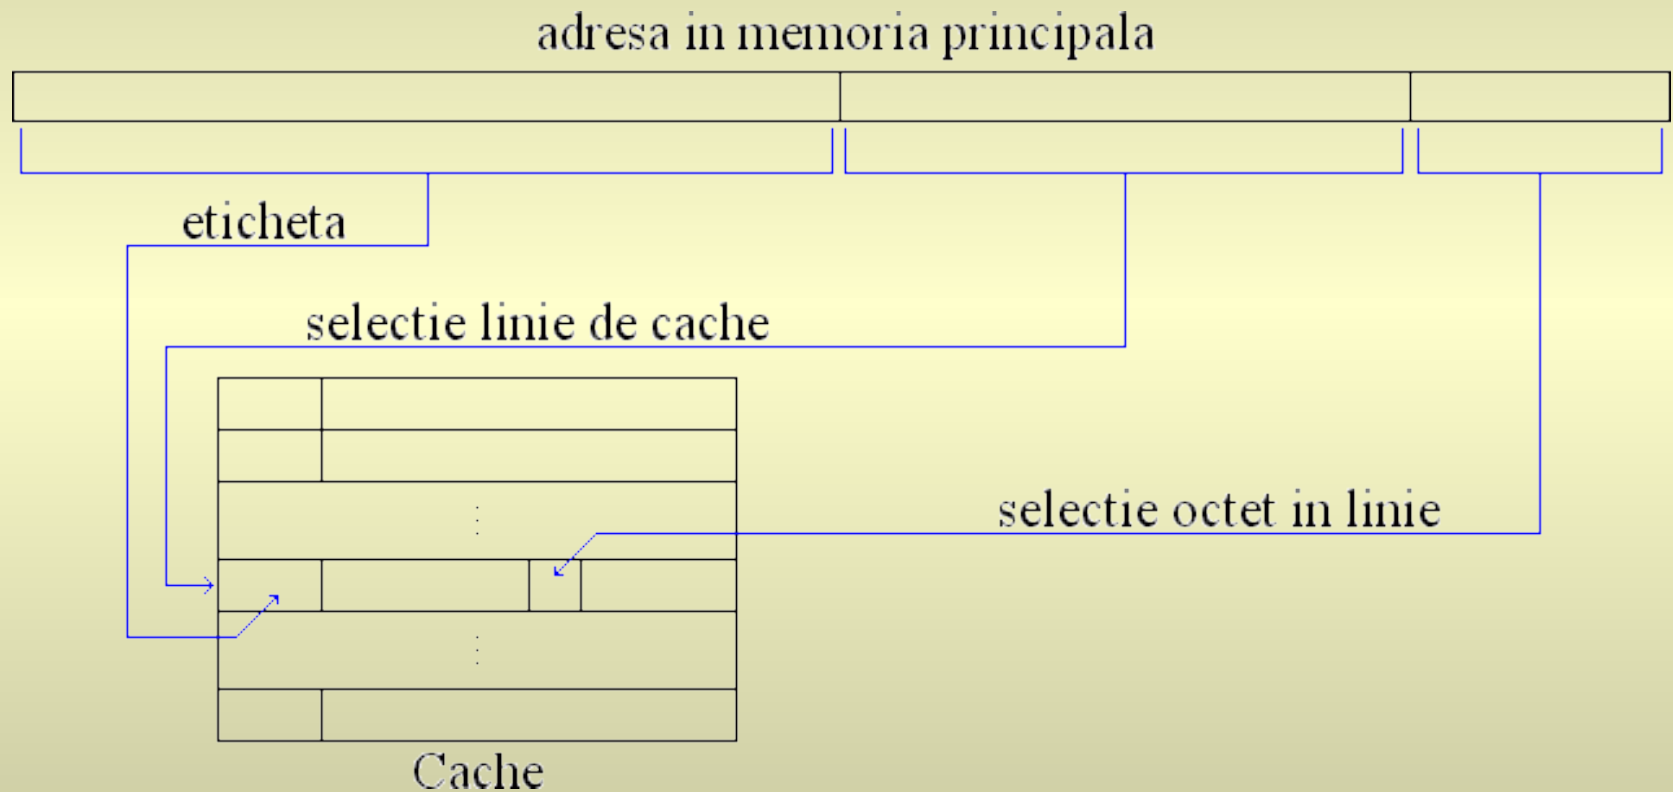 adresa in memoria principala
eticheta
selectie linie de cache
selectie octet in linie
Cache